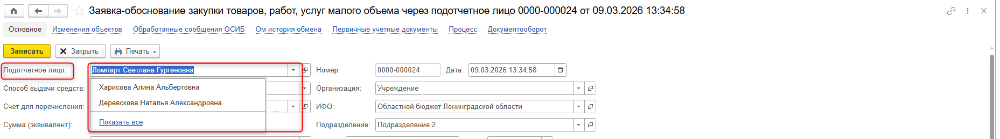 Заявка-обоснование закупки товаров, работ, услуг малого объема через подотчетное лицо 0000-000024 от 09.03.2026 13:34:58
Основное Изменения объектов Обработанные сообщения ОСИБ Ом история обмена Первичные учетные документы Процесс Документооборот
Записать Закрыть Печать
Подотчетное лицо: Ломпарт Светлана Гургеновна Номер: 0000-000024 Дата: 09.03.2026 13:34:58
Харисова Алина Альбертовна
Способ выдачи средств: Организация: Учреждение
Деревскова Наталья Александровна
Счет для перечисления: ИФО: Областной бюджет Ленинградской области
Показать все
Сумма (эквивалент): Подразделение: Подразделение 2